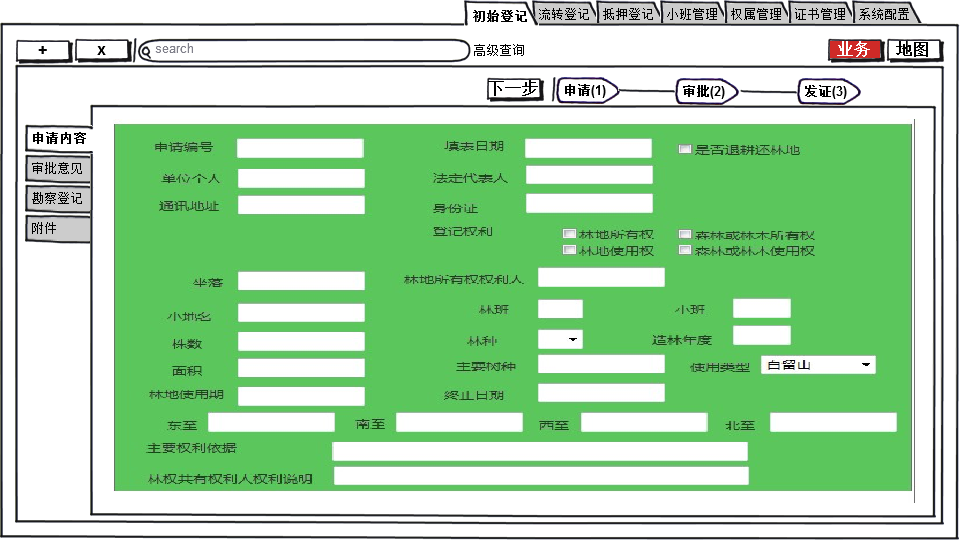 初始登记 流转登记 抵押登记 小班管理 权属管理 证书管理 系统配置
+ x search 高级查询 业务 地图
下一步 申请(1) 审批(2) 发证(3)
申请内容
审批意见
勘察登记
附件
申请编号 填表日期 是否退耕还林地
单位个人 法定代表人
通讯地址 身份证
登记权利 林地所有权 森林或林木所有权
林地使用权 森林或林木使用权
坐落 林地所有权权利人
小地名 林班 小班
株数 林种 造林年度
面积 主要树种 使用类型 自留山
林地使用期 终止日期
东至 南至 西至 北至
主要权利依据
林权共有权利人权利说明